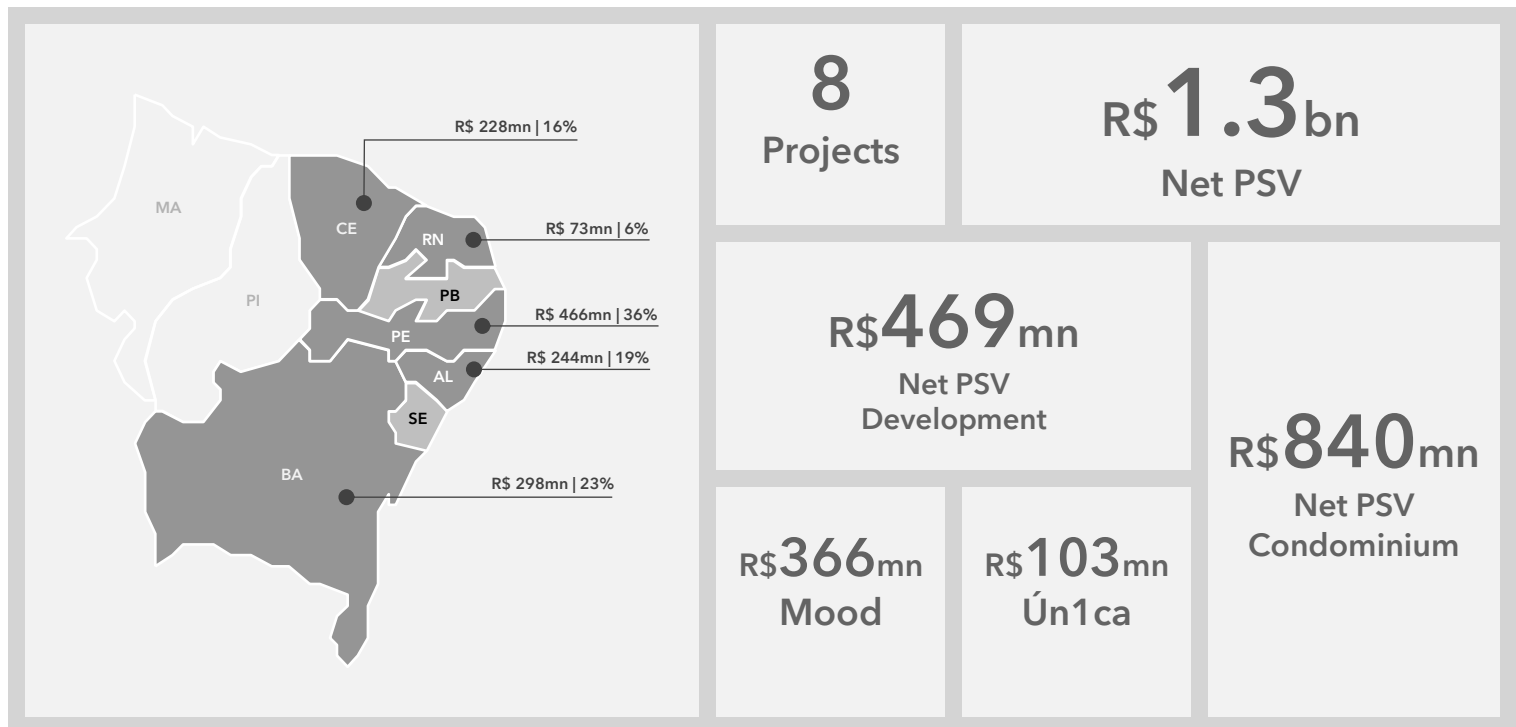 R$ 228mn | 16%
MA
CE
R$ 73mn | 6%
RN
PI
PB
R$ 466mn | 36%
PE
R$ 244mn | 19%
AL
SE
BA
R$ 298mn | 23%
8
Projects
R$1.3bn
Net PSV
R$469mn
Net PSV
Development
R$840mn
Net PSV
Condominium
R$366mn
Mood
R$103mn
Ún1ca